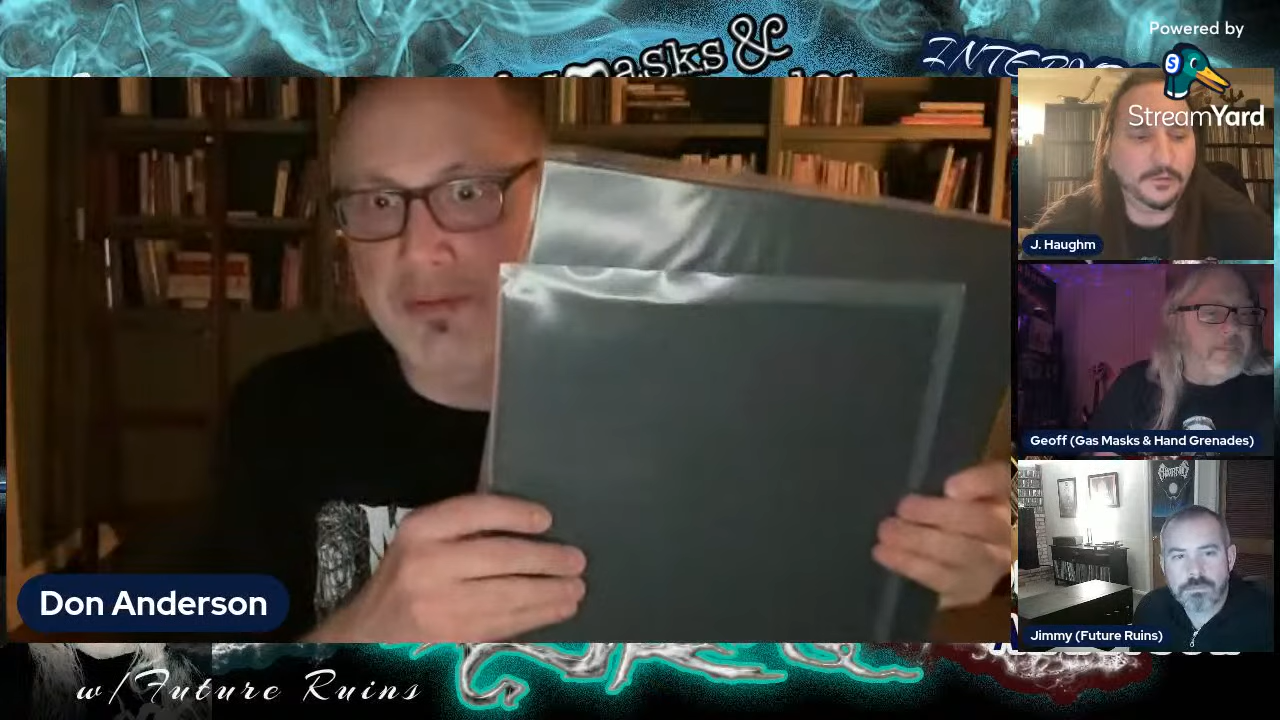 Powered by
StreamYard
masks &
J. Haughm
Geoff (Gas Masks & Hand Grenades)
Jimmy (Future Ruins)
Don Anderson
w/Future Ruins